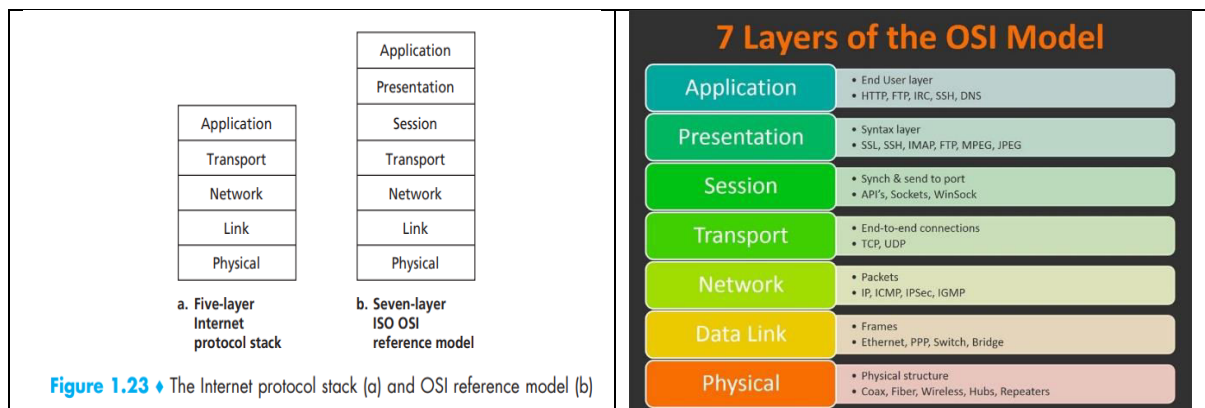 Application
Transport
Network
Link
Physical
a. Five-layer
Internet
protocol stack
Application
Presentation
Session
Transport
Network
Link
Physical
b. Seven-layer
ISO OSI
reference model
Figure 1.23 ♦ The Internet protocol stack (a) and OSI reference model (b)
7 Layers of the OSI Model
Application
• End User layer
• HTTP, FTP, IRC, SSH, DNS
Presentation
• Syntax layer
• SSL, SSH, IMAP, FTP, MPEG, JPEG
Session
• Synch & send to port
• API's, Sockets, WinSock
Transport
• End-to-end connections
• TCP, UDP
Network
• Packets
• IP, ICMP, IPSec, IGMP
Data Link
• Frames
• Ethernet, PPP, Switch, Bridge
Physical
• Physical structure
• Coax, Fiber, Wireless, Hubs, Repeaters